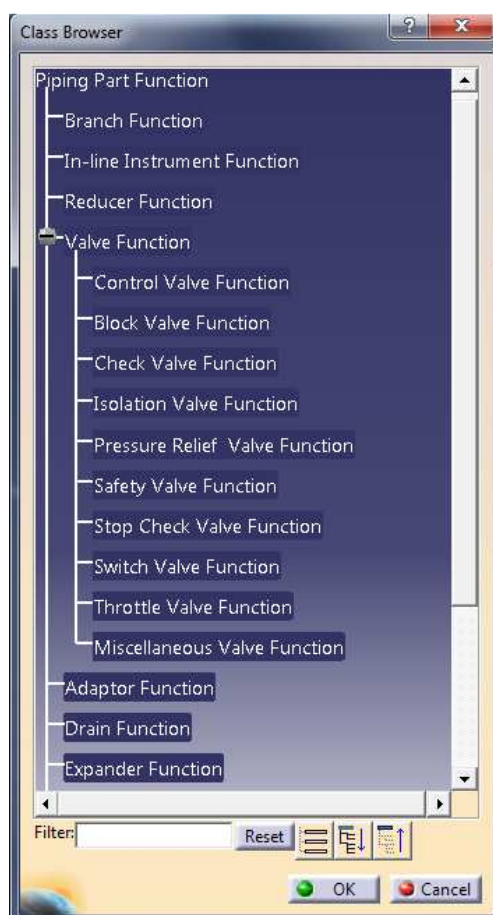 Class Browser
?
X
Piping Part Function
Branch Function
In-line Instrument Function
Reducer Function
Valve Function
Control Valve Function
Block Valve Function
Check Valve Function
Isolation Valve Function
Pressure Relief Valve Function
Safety Valve Function
Stop Check Valve Function
Switch Valve Function
Throttle Valve Function
Miscellaneous Valve Function
Adaptor Function
Drain Function
Expander Function
Filter: Reset
OK Cancel